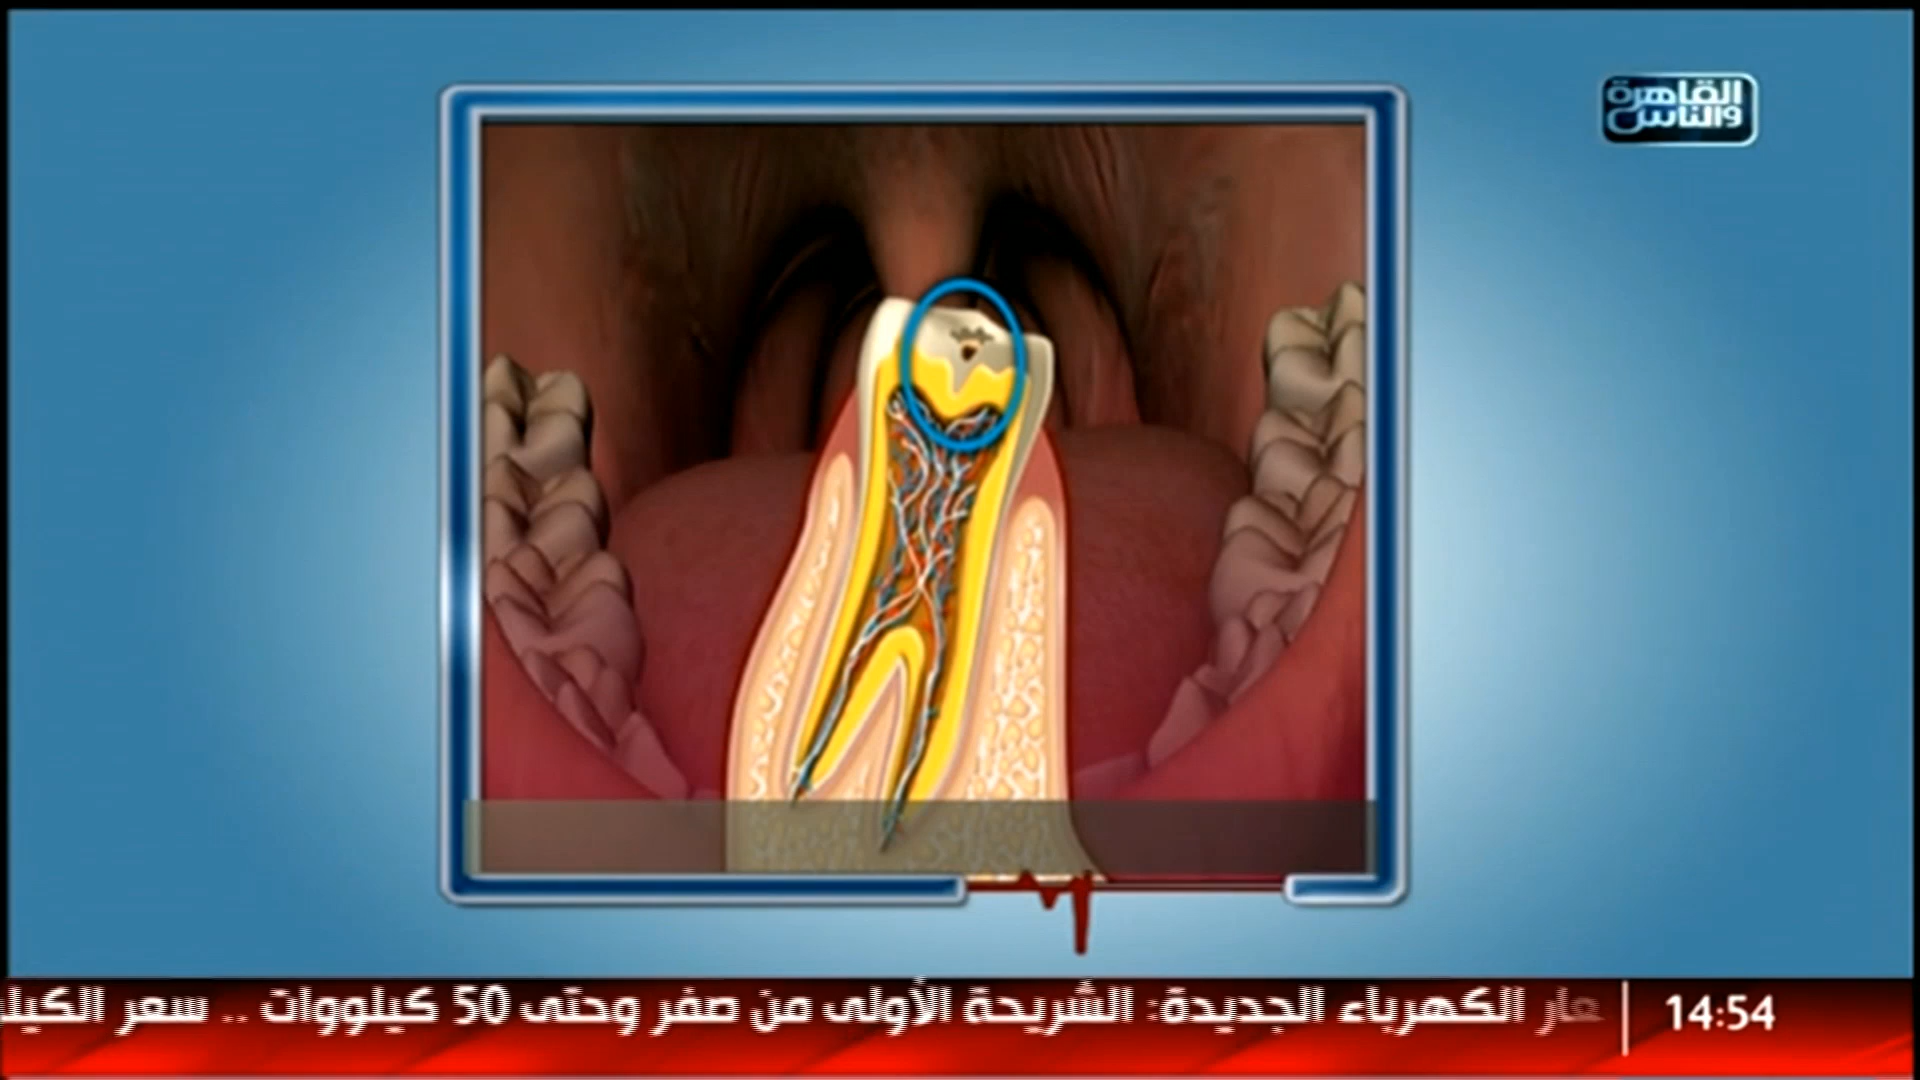 القاهرة
والناس
الكهرباء الجديدة: الشريحة الأولى من صفر وحتى 50 كيلووات .. سعر
14:54